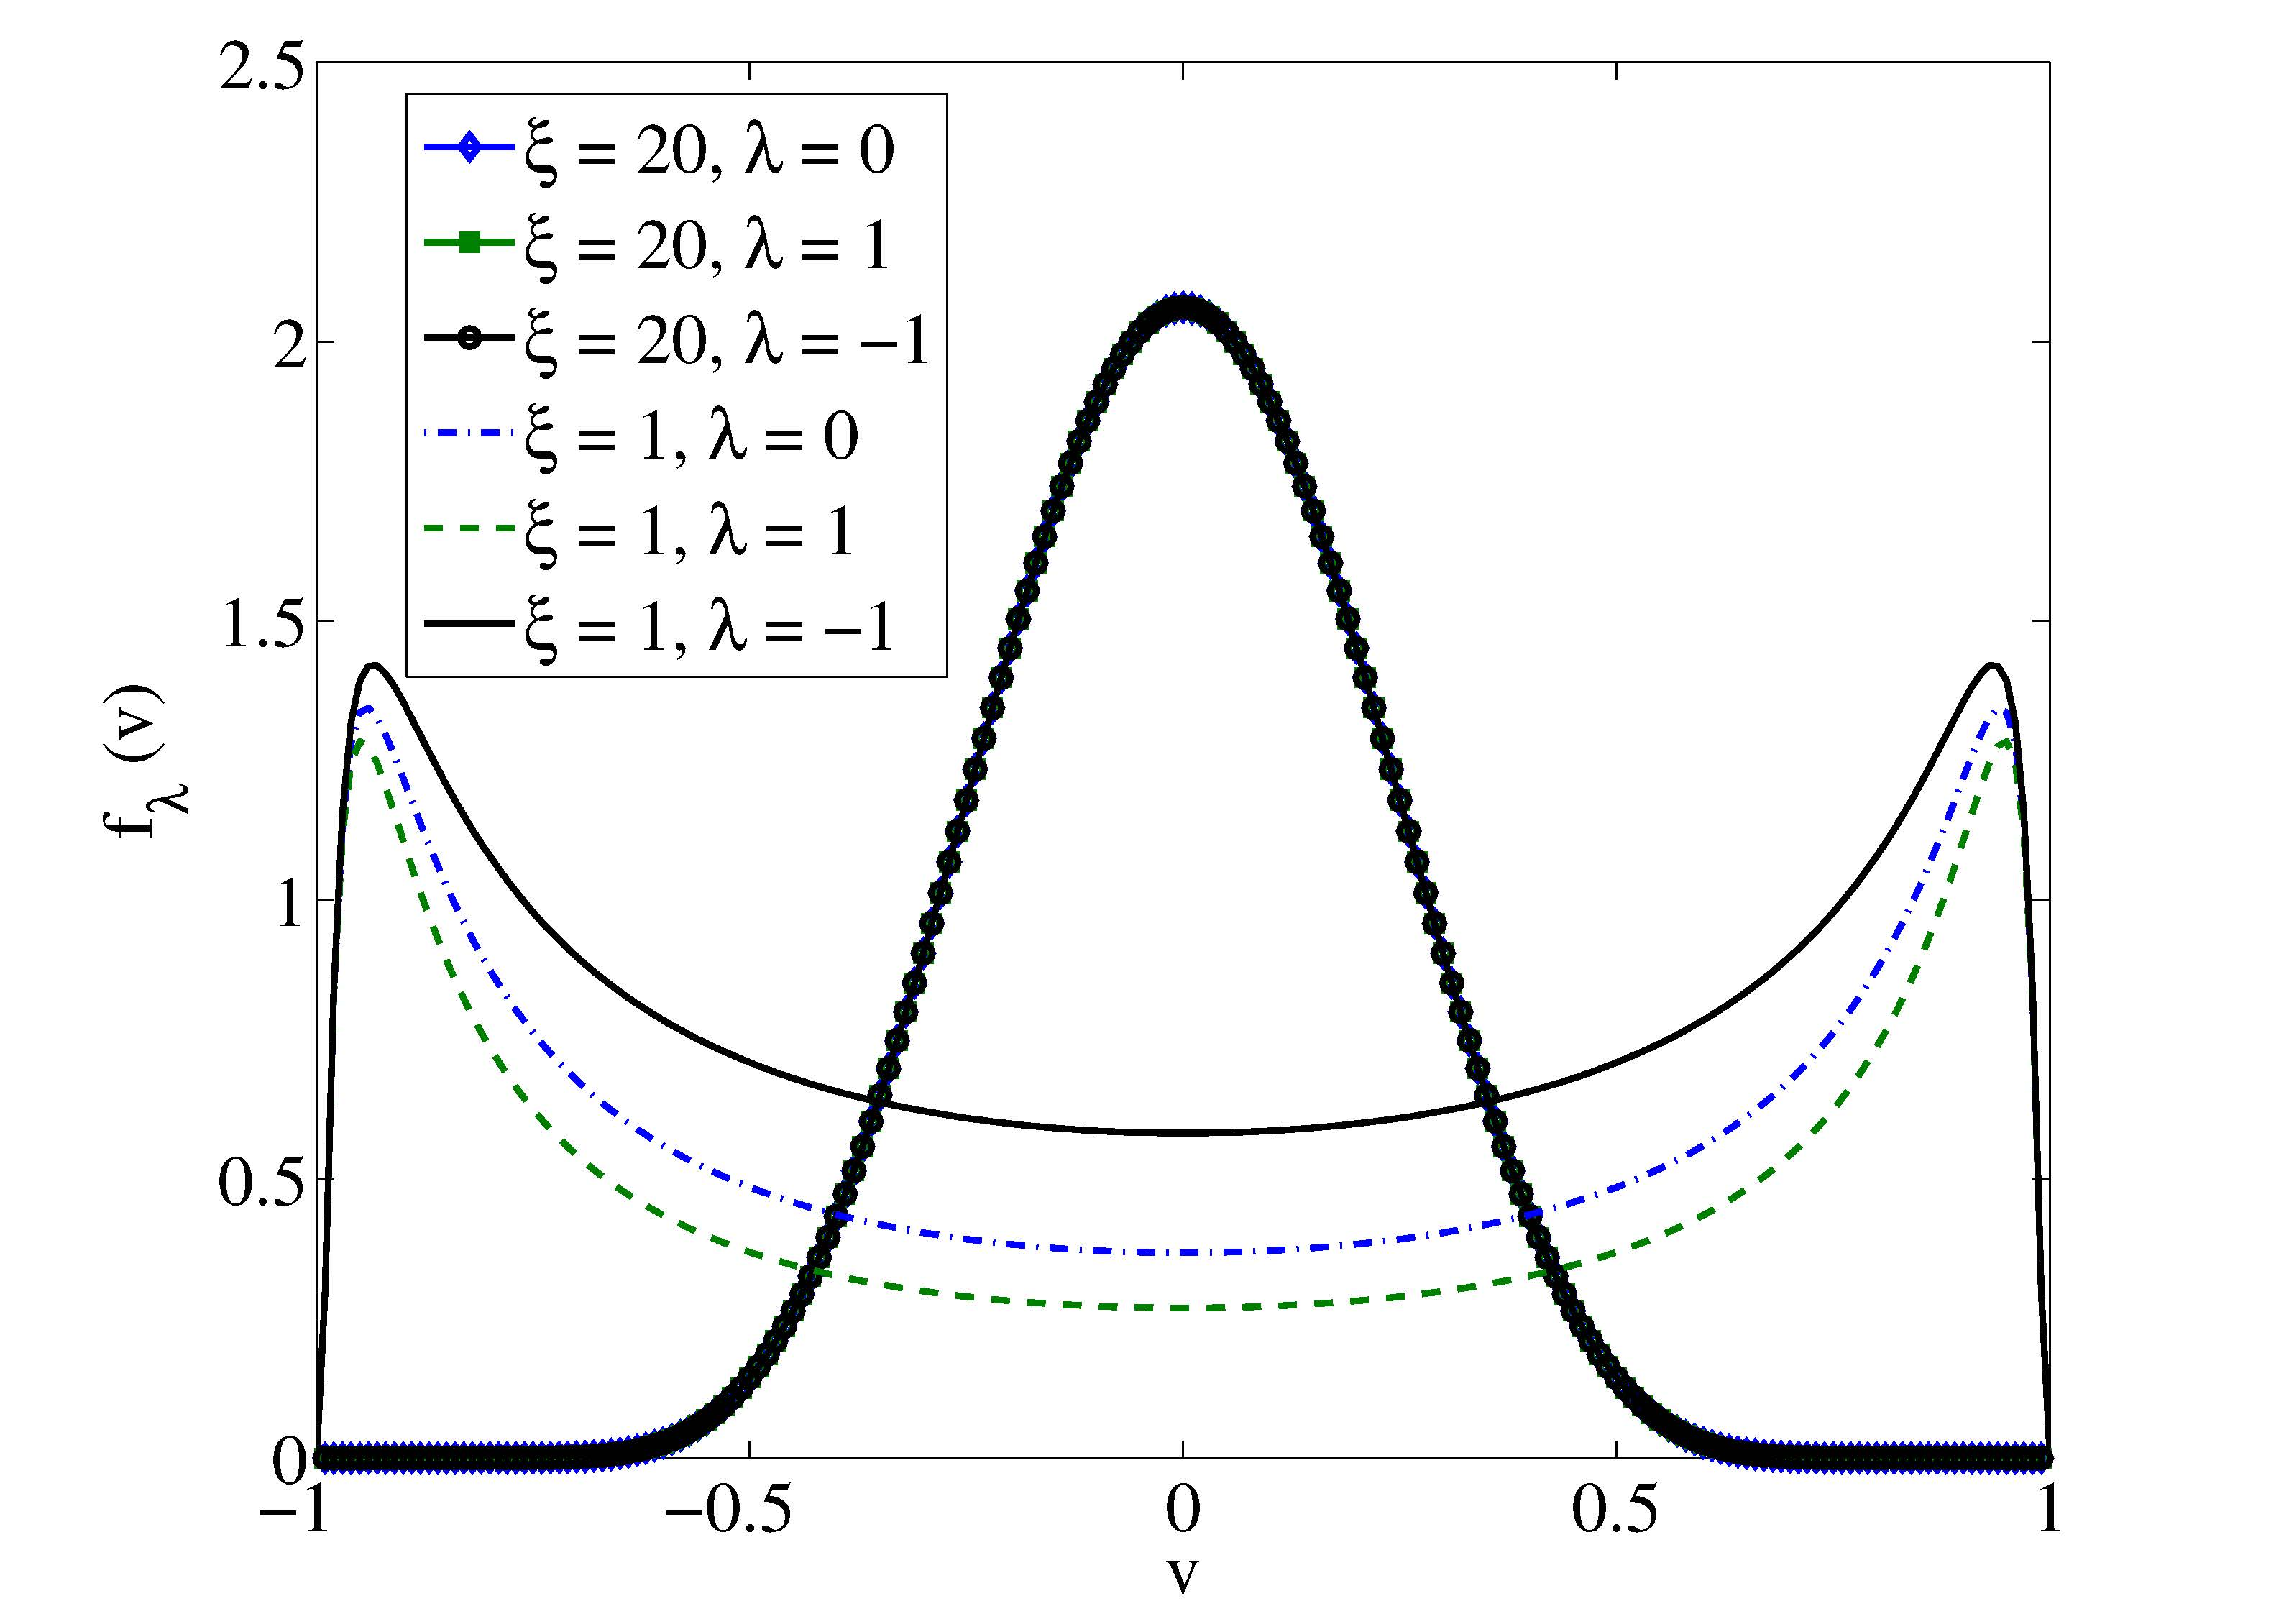 2.5
2
1.5
1
0.5
0
−1
−0.5
0
0.5
1
v
f_λ (v)
ξ = 20, λ = 0
ξ = 20, λ = 1
ξ = 20, λ = −1
ξ = 1, λ = 0
ξ = 1, λ = 1
ξ = 1, λ = −1